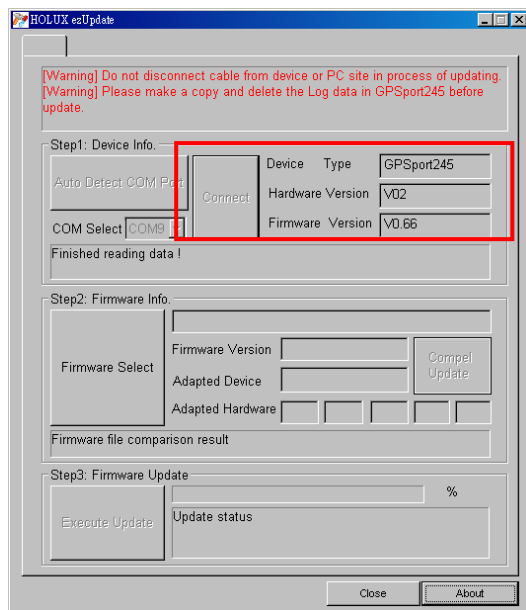 HOLUX ezUpdate
[Warning] Do not disconnect cable from device or PC site in process of updating.
[Warning] Please make a copy and delete the Log data in GPSport245 before
update.
Step1: Device Info.
Auto Detect COM Port
Connect
Device Type GPSport245
Hardware Version V02
Firmware Version V0.66
COM Select COM9
Finished reading data !
Step2: Firmware Info.
Firmware Select
Firmware Version
Adapted Device
Compel
Update
Adapted Hardware
Firmware file comparison result
Step3: Firmware Update
%
Execute Update
Update status
Close
About